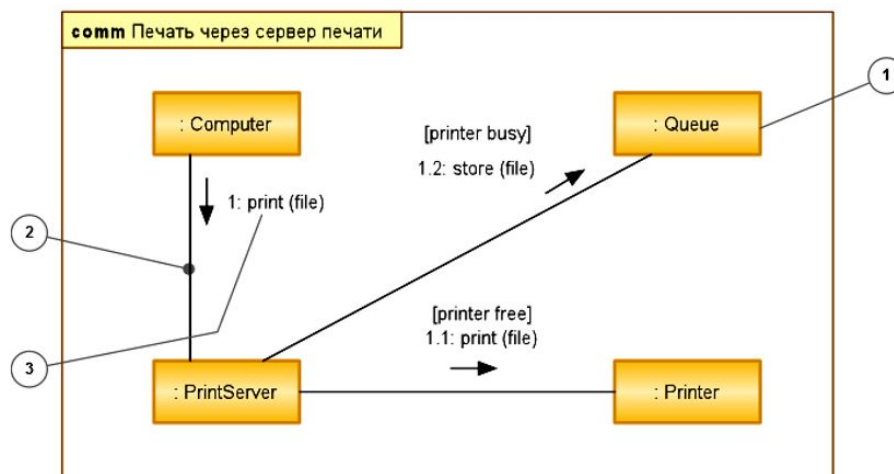 comm Печать через сервер печати
1
: Computer
: Queue
[printer busy]
1.2: store (file)
1: print (file)
2
[printer free]
1.1: print (file)
3
: PrintServer
: Printer